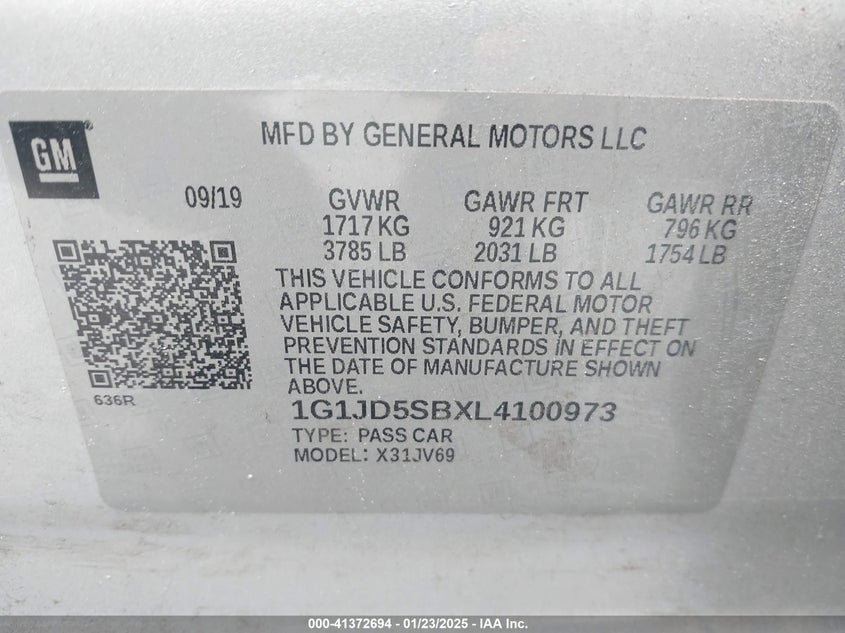 GM
MFD BY GENERAL MOTORS LLC
09/19 GVWR GAWR FRT GAWR RR
1717 KG 921 KG 796 KG
3785 LB 2031 LB 1754 LB
THIS VEHICLE CONFORMS TO ALL
APPLICABLE U.S. FEDERAL MOTOR
VEHICLE SAFETY, BUMPER, AND THEFT
PREVENTION STANDARDS IN EFFECT ON
THE DATE OF MANUFACTURE SHOWN
ABOVE.
636R
1G1JD5SBXL4100973
TYPE: PASS CAR
MODEL: X31JV69
000-41372694 - 01/23/2025 - IAA Inc.